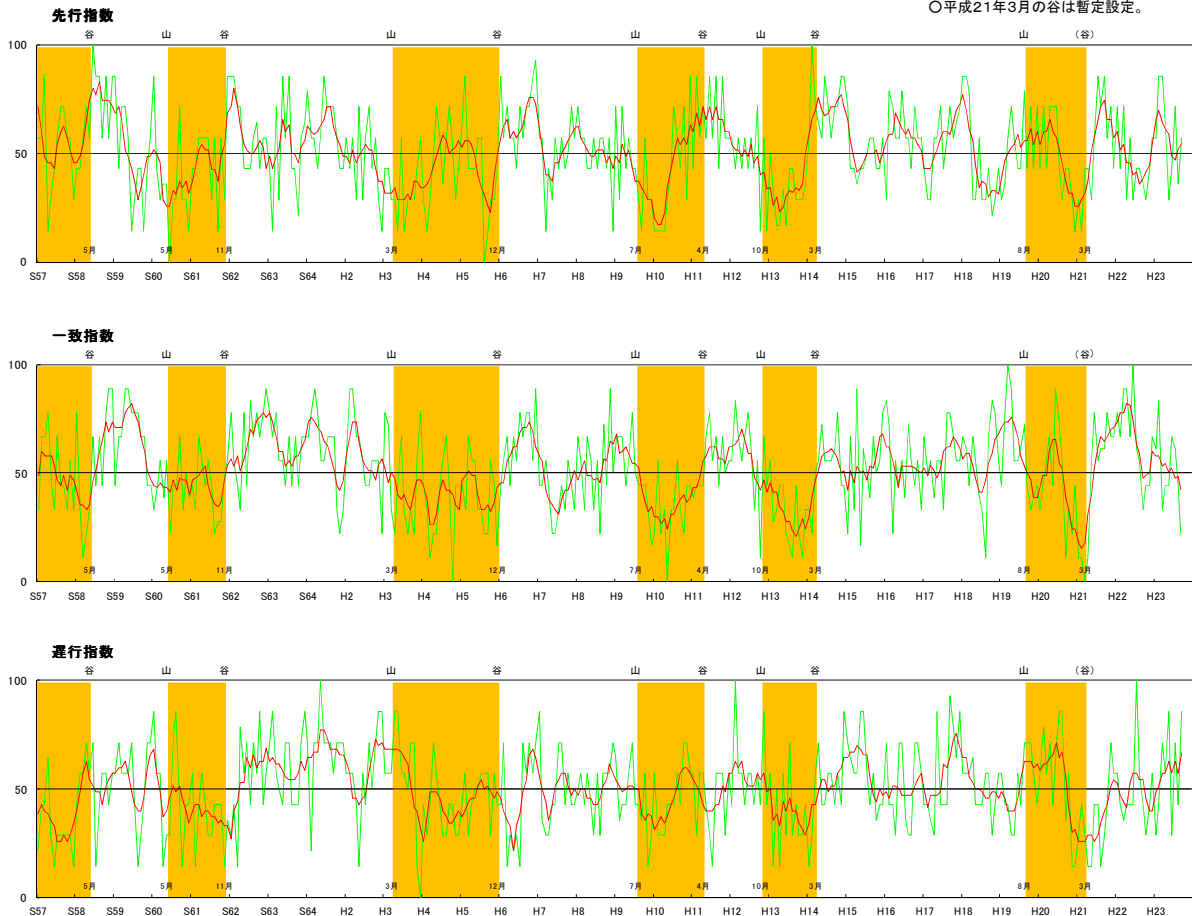 〇平成21年3月の谷は暫定設定。
先行指数
谷 山 谷 山 谷 山 谷 山 谷 山 （谷）
100
50
5月 5月 11月 3月 12月 7月 4月 10月 3月 8月 3月
0
S57 S58 S59 S60 S61 S62 S63 S64 H2 H3 H4 H5 H6 H7 H8 H9 H10 H11 H12 H13 H14 H15 H16 H17 H18 H19 H20 H21 H22 H23
一致指数
谷 山 谷 山 谷 山 谷 山 谷 山 （谷）
100
50
5月 5月 11月 3月 12月 7月 4月 10月 3月 8月 3月
0
S57 S58 S59 S60 S61 S62 S63 S64 H2 H3 H4 H5 H6 H7 H8 H9 H10 H11 H12 H13 H14 H15 H16 H17 H18 H19 H20 H21 H22 H23
遅行指数
谷 山 谷 山 谷 山 谷 山 谷 山 （谷）
100
50
5月 5月 11月 3月 12月 7月 4月 10月 3月 8月 3月
0
S57 S58 S59 S60 S61 S62 S63 S64 H2 H3 H4 H5 H6 H7 H8 H9 H10 H11 H12 H13 H14 H15 H16 H17 H18 H19 H20 H21 H22 H23